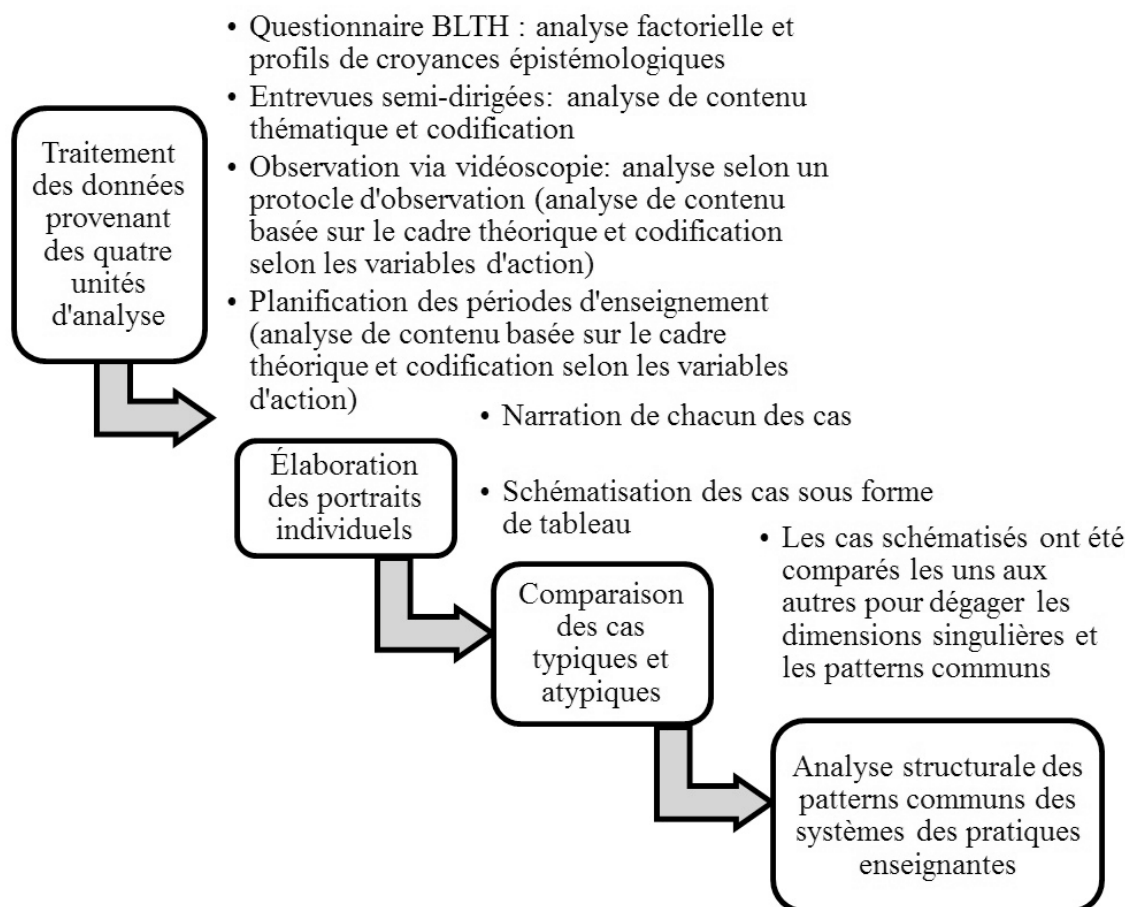 Traitement
des données
provenant
des quatre
unités
d'analyse
• Questionnaire BLTH : analyse factorielle et
profils de croyances épistémologiques
• Entrevues semi-dirigées: analyse de contenu
thématique et codification
• Observation via vidéoscopie: analyse selon un
protocle d'observation (analyse de contenu
basée sur le cadre théorique et codification
selon les variables d'action)
• Planification des périodes d'enseignement
(analyse de contenu basée sur le cadre
théorique et codification selon les variables
d'action)
Élaboration
des portraits
individuels
• Narration de chacun des cas
• Schématisation des cas sous forme
de tableau
Comparaison
des cas
typiques et
atypiques
• Les cas schématisés ont été
comparés les uns aux
autres pour dégager les
dimensions singulières et
les patterns communs
Analyse structurale des
patterns communs des
systèmes des pratiques
enseignantes